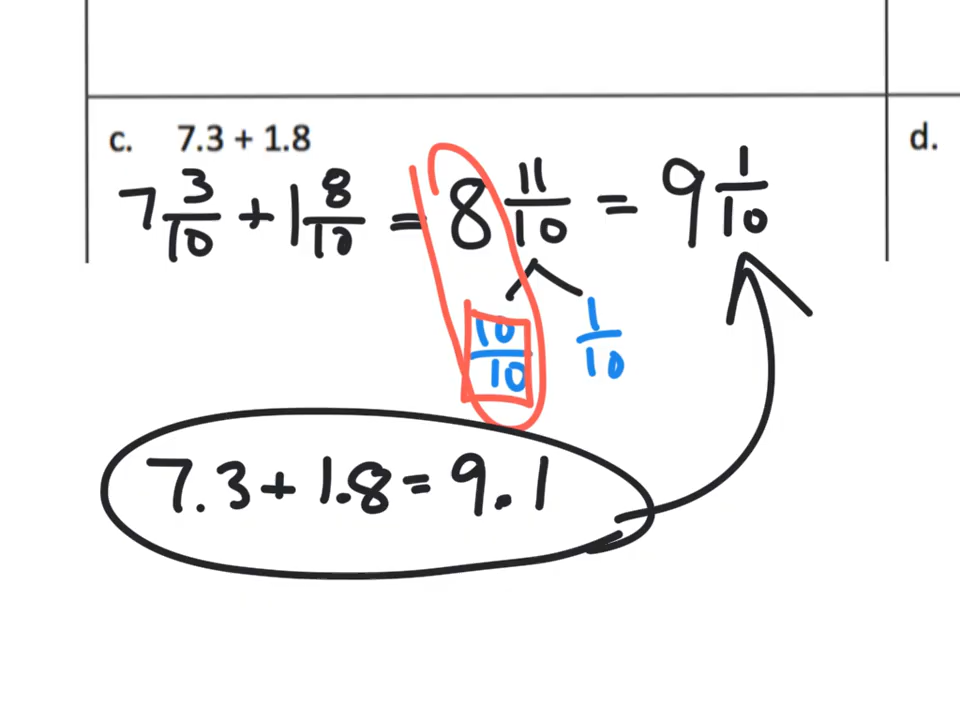 c. 7.3 + 1.8
d.
7 3/10 + 1 8/10 = 8 11/10 = 9 1/10
10/10 1/10
7.3 + 1.8 = 9.1